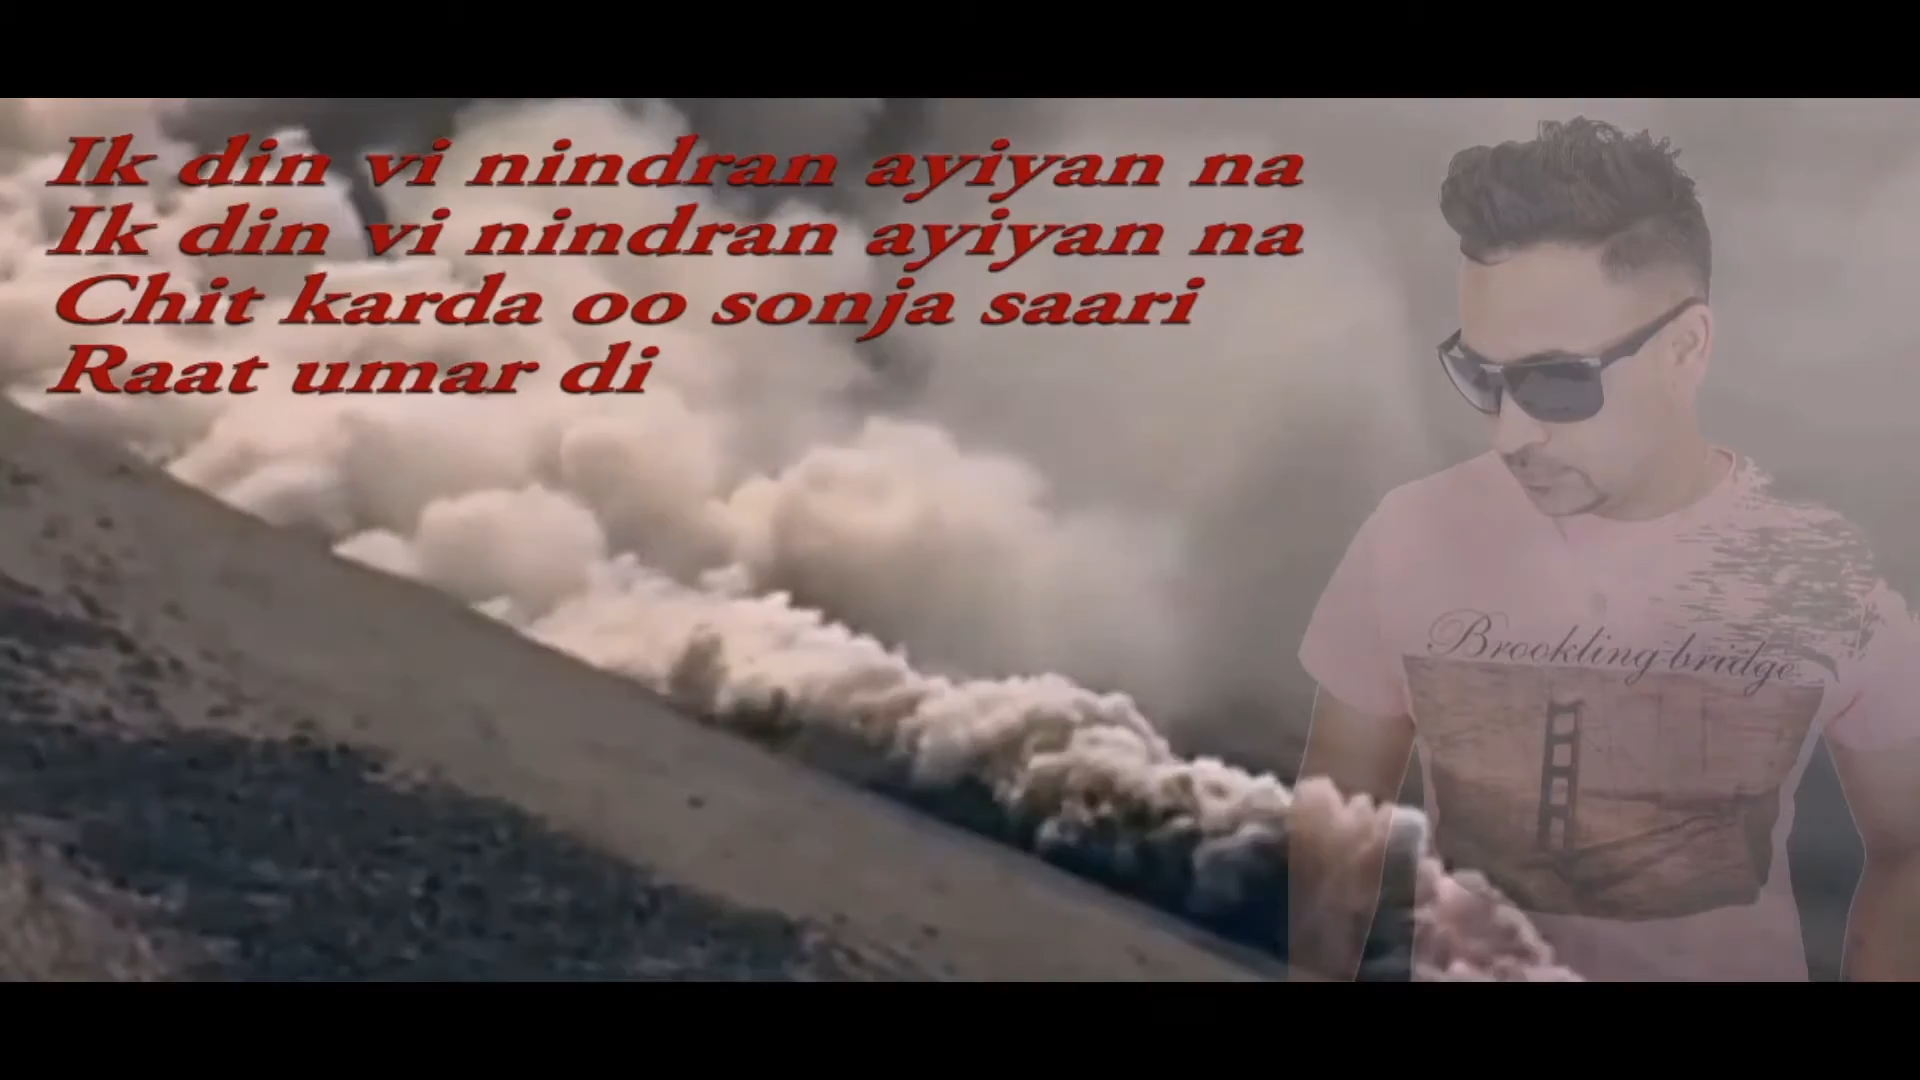 Ik din vi nindran ayiyan na
Ik din vi nindran ayiyan na
Chit karda oo sonja saari
Raat umar di
Brookling bridge